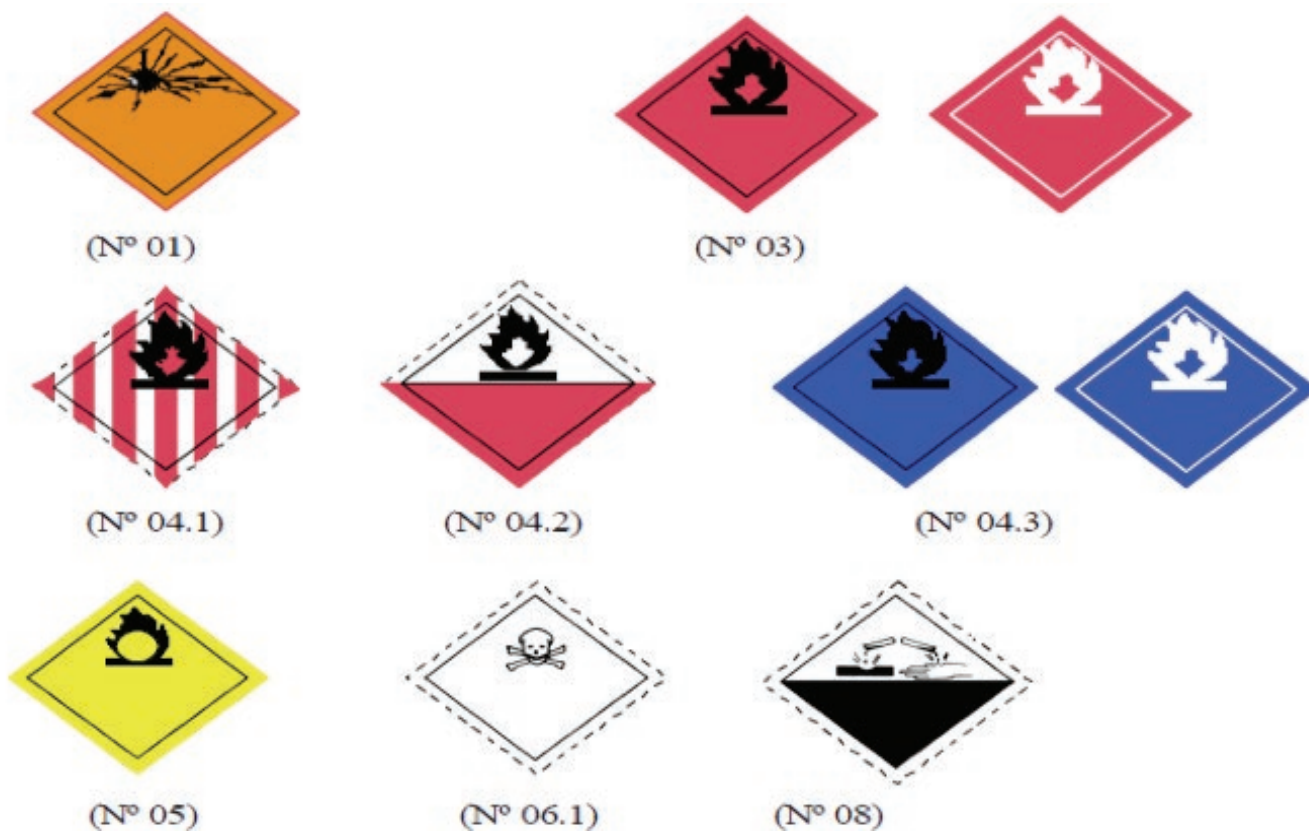 (Nº 01)
(Nº 03)
(Nº 04.1)
(Nº 04.2)
(Nº 04.3)
(Nº 05)
(Nº 06.1)
(Nº 08)